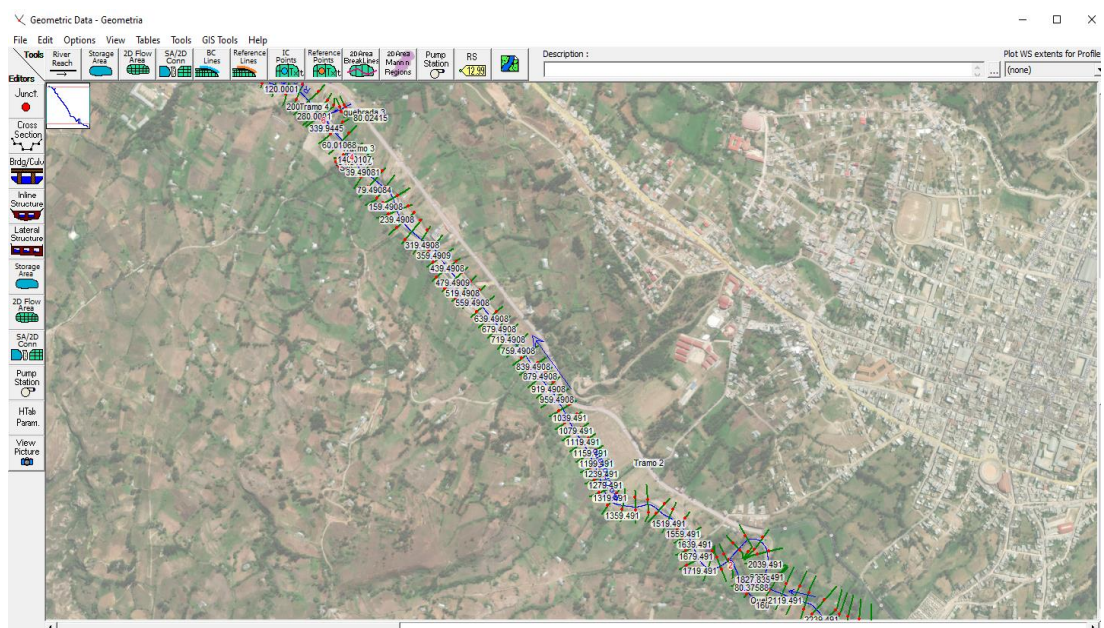 Geometric Data - Geometria
File Edit Options View Tables Tools GIS Tools Help
Tools
Editors
River Reach
Storage Area
2D Flow Area
SA/2D Conn
BC Lines
Reference Lines
IC Points
Reference Points
2D Area BreakLines
2D Area Mann n Regions
Pump Station
RS
12.99
Description :
...
Plot WS extents for Profile
(none)
Junct.
Cross Section
Brdg/Culv
Inline Structure
Lateral Structure
Storage Area
2D Flow Area
SA/2D Conn
Pump Station
HTab Param.
View Picture
120.0001
Tramo 4
280.0001
80.02415
339.9445
60.01068
39.49081
79.49084
159.4908
239.4908
319.4908
359.4909
439.4908
479.4909
519.4908
559.4908
639.4908
679.4908
719.4908
759.4908
839.4908
879.4908
919.4908
959.4908
1039.491
1079.491
1119.491
1159.491
1199.491
1239.491
1279.491
1319.491
Tramo 2
1359.491
1519.491
1559.491
1639.491
1679.491
1719.491
2039.491
1827.835
80.37588
2119.491